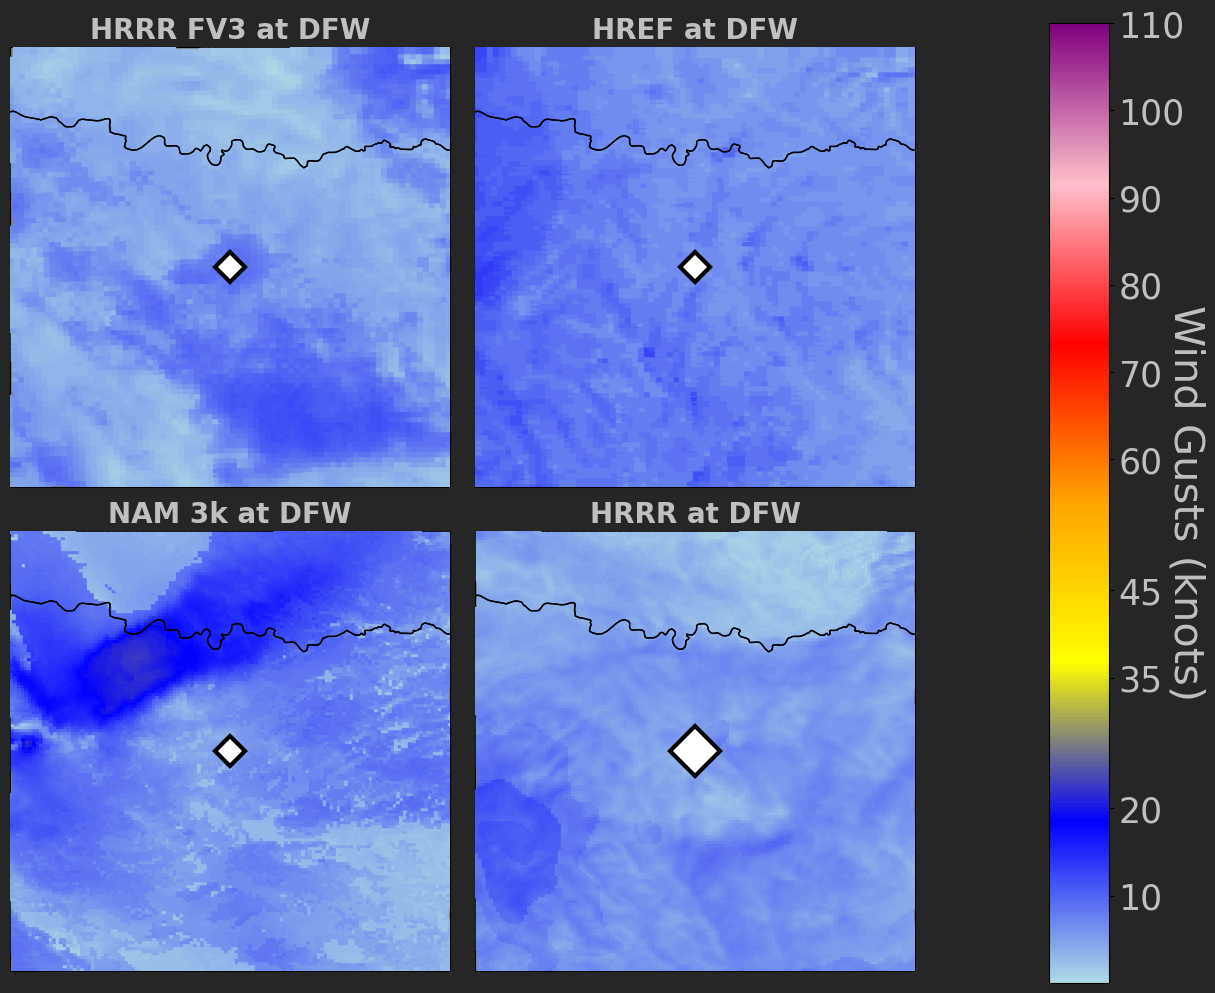 HRRR FV3 at DFW
HREF at DFW
NAM 3k at DFW
HRRR at DFW
110
100
90
80
70
60
45
35
20
10
Wind Gusts (knots)